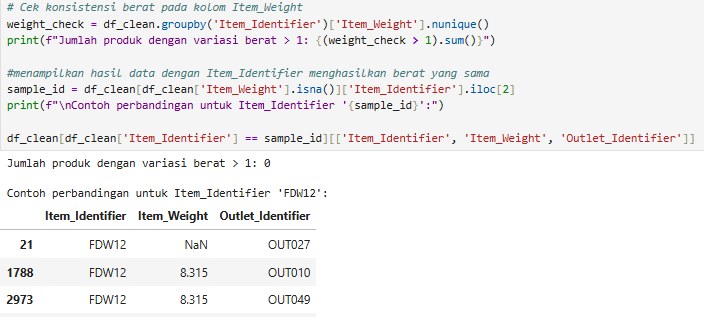 # Cek konsistensi berat pada kolom Item_Weight
weight_check = df_clean.groupby('Item_Identifier')['Item_Weight'].nunique()
print(f"Jumlah produk dengan variasi berat > 1: {(weight_check > 1).sum()}")
#menampilkan hasil data dengan Item_Identifier menghasilkan berat yang sama
sample_id = df_clean[df_clean['Item_Weight'].isna()]['Item_Identifier'].iloc[2]
print(f"\nContoh perbandingan untuk Item_Identifier '{sample_id}':")
df_clean[df_clean['Item_Identifier'] == sample_id][['Item_Identifier', 'Item_Weight', 'Outlet_Identifier']]
Jumlah produk dengan variasi berat > 1: 0
Contoh perbandingan untuk Item_Identifier 'FDW12':
Item_Identifier Item_Weight Outlet_Identifier
21 FDW12 NaN OUT027
1788 FDW12 8.315 OUT010
2973 FDW12 8.315 OUT049